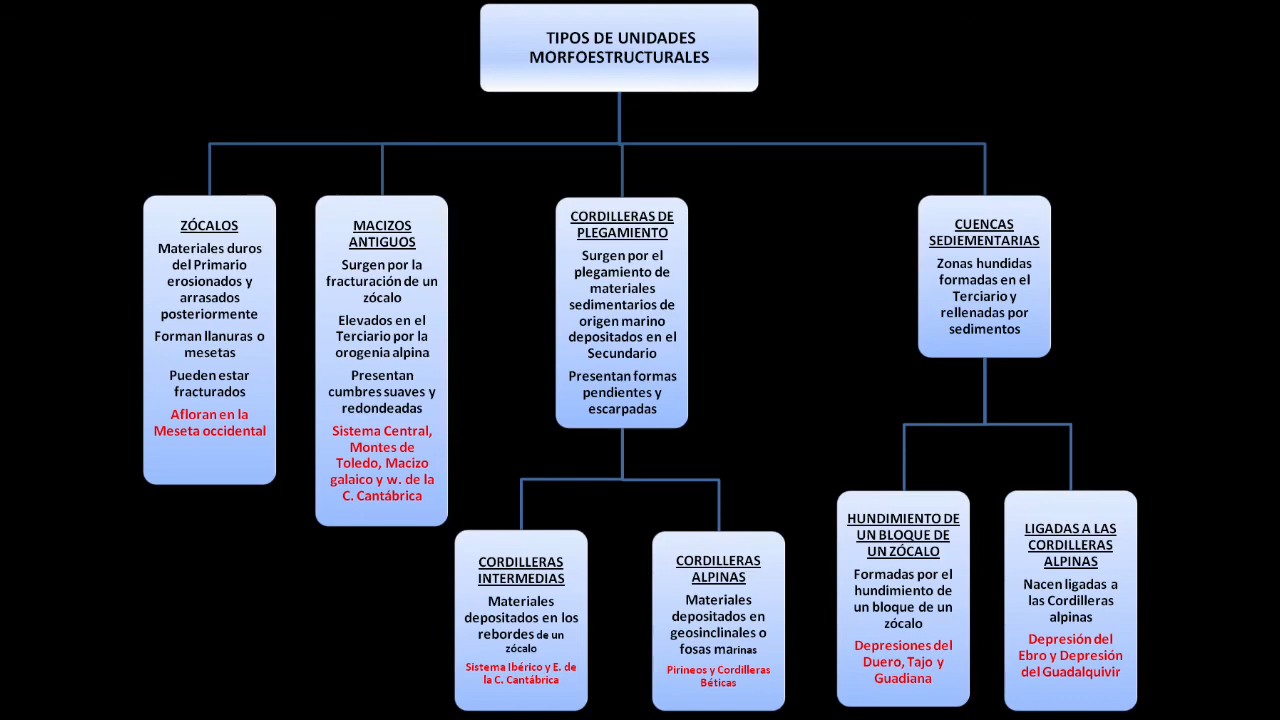 TIPOS DE UNIDADES
MORFOESTRUCTURALES
ZÓCALOS
Materiales duros
del Primario
erosionados y
arrasados
posteriormente
Forman llanuras o
mesetas
Pueden estar
fracturados
Afloran en la
Meseta occidental
MACIZOS
ANTIGUOS
Surgen por la
fracturación de un
zócalo
Elevados en el
Terciario por la
orogenia alpina
Presentan
cumbres suaves y
redondeadas
Sistema Central,
Montes de
Toledo, Macizo
galaico y w. de la
C. Cantábrica
CORDILLERAS DE
PLEGAMIENTO
Surgen por el
plegamiento de
materiales
sedimentarios de
origen marino
depositados en el
Secundario
Presentan formas
pendientes y
escarpadas
CORDILLERAS
INTERMEDIAS
Materiales
depositados en los
rebordes de un
zócalo
Sistema Ibérico y E. de
la C. Cantábrica
CORDILLERAS
ALPINAS
Materiales
depositados en
geosinclinales o
fosas marinas
Pirineos y Cordilleras
Béticas
CUENCAS
SEDIEMENTARIAS
Zonas hundidas
formadas en el
Terciario y
rellenadas por
sedimentos
HUNDIMIENTO DE
UN BLOQUE DE
UN ZÓCALO
Formadas por el
hundimiento de
un bloque de un
zócalo
Depresiones del
Duero, Tajo y
Guadiana
LIGADAS A LAS
CORDILLERAS
ALPINAS
Nacen ligadas a
las Cordilleras
alpinas
Depresión del
Ebro y Depresión
del Guadalquivir